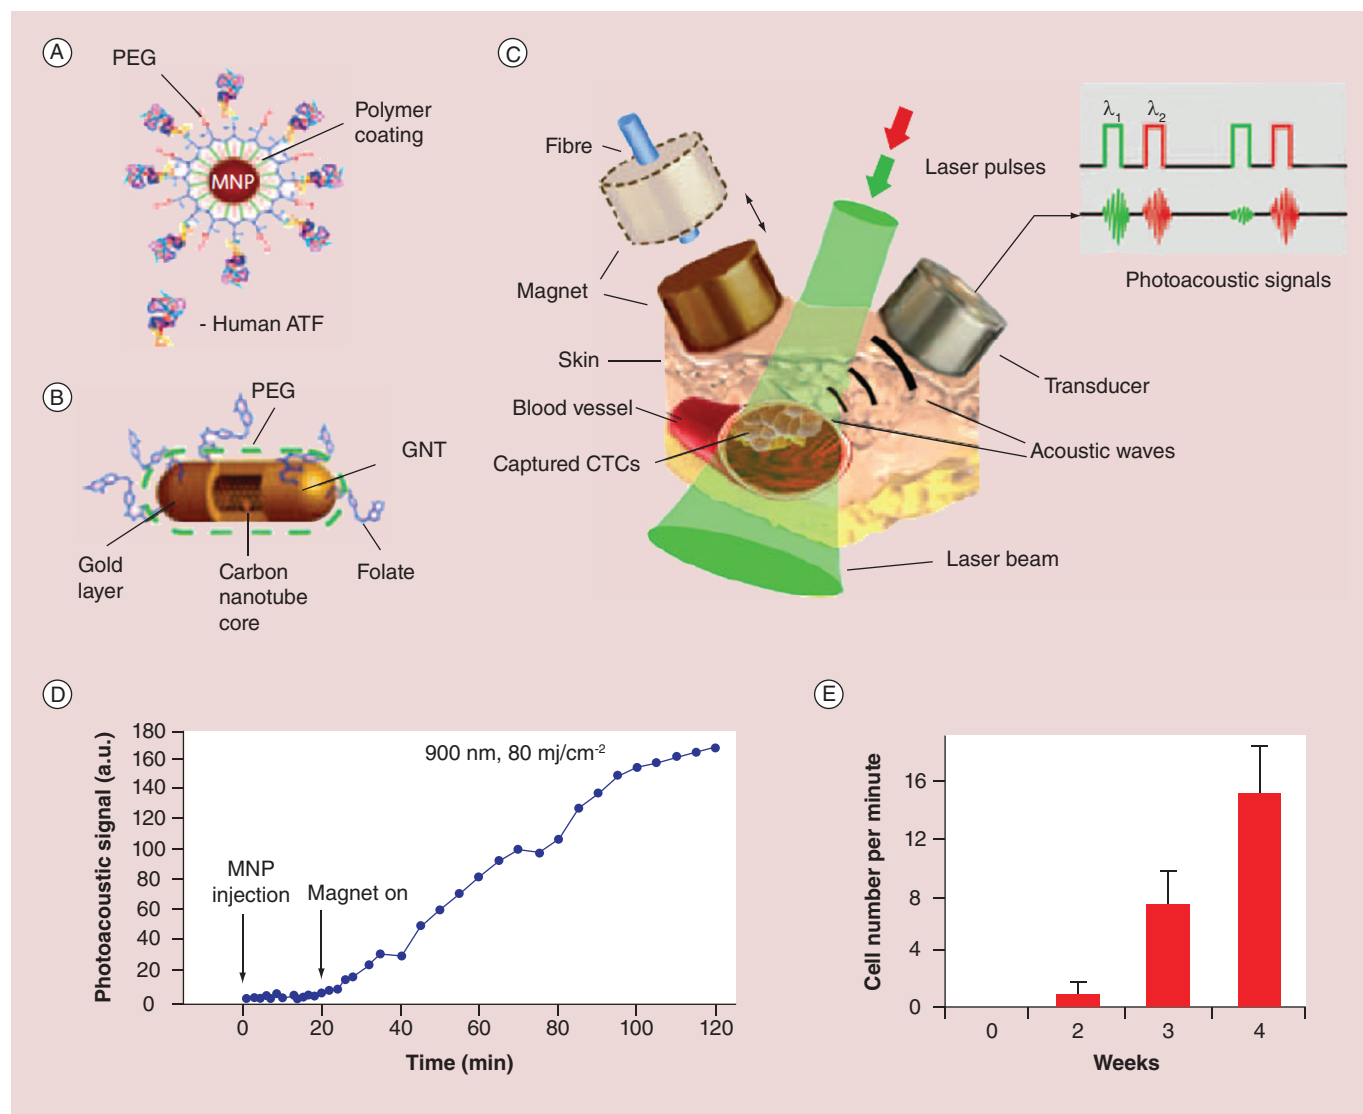 A
PEG
Polymer
coating
MNP
- Human ATF
B
PEG
GNT
Gold
layer
Carbon
nanotube
core
Folate
C
Fibre
Magnet
Skin
Blood vessel
Captured CTCs
Laser pulses
λ1 λ2
Photoacoustic signals
Transducer
Acoustic waves
Laser beam
D
Photoacoustic signal (a.u.)
180
160
140
120
100
80
60
40
20
0
900 nm, 80 mj/cm-2
MNP
injection
Magnet on
0 20 40 60 80 100 120
Time (min)
E
Cell number per minute
16
12
8
4
0
0 2 3 4
Weeks